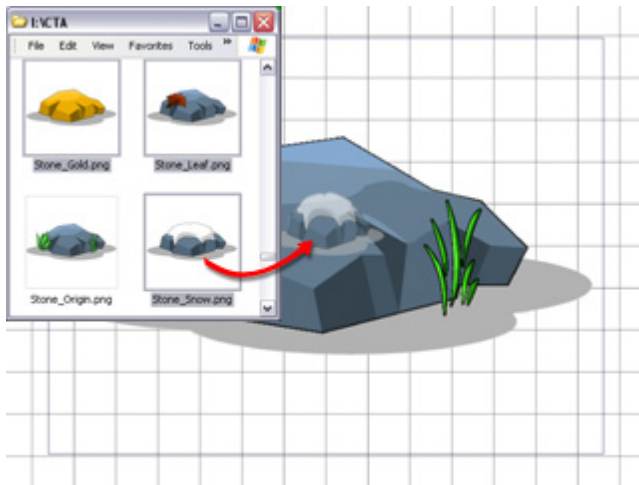 I:\CTA
File Edit View Favorites Tools »
Stone_Gold.png Stone_Leaf.png
Stone_Origin.png Stone_Snow.png